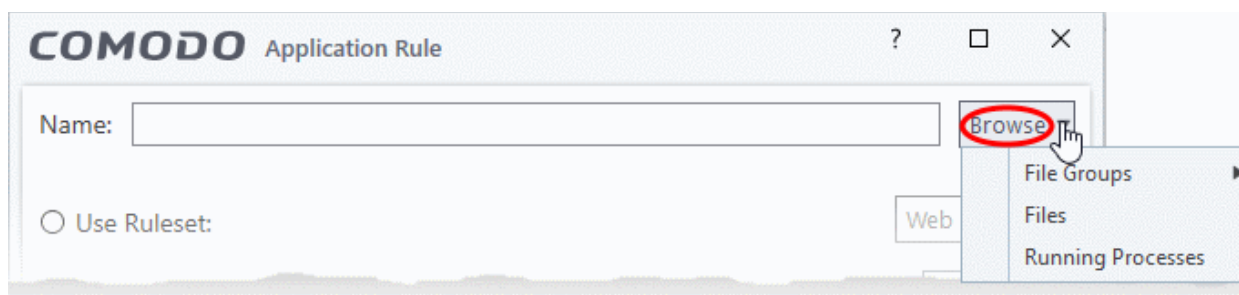 COMODO Application Rule ?
Name: Browse
File Groups
Use Ruleset: Web Files
Running Processes